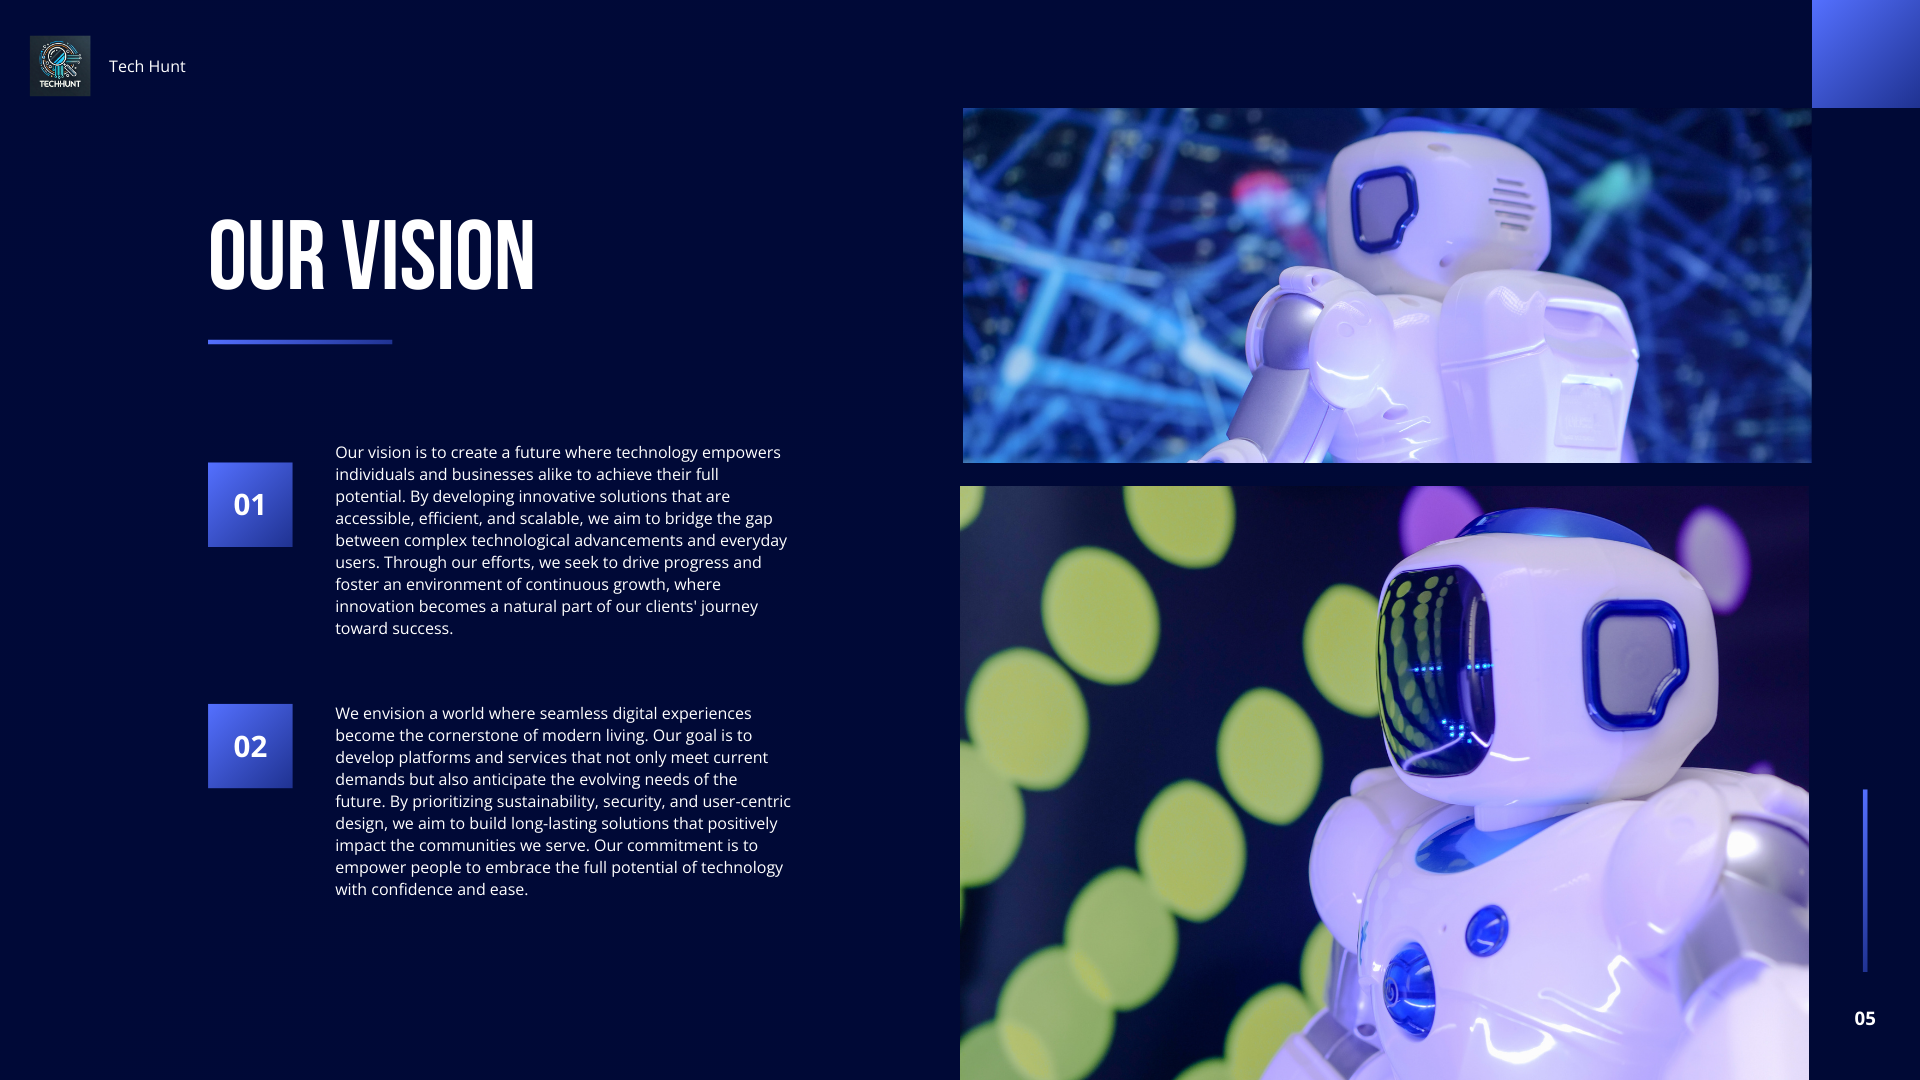 TECHHUNT
Tech Hunt
OUR VISION
01
Our vision is to create a future where technology empowers
individuals and businesses alike to achieve their full
potential. By developing innovative solutions that are
accessible, efficient, and scalable, we aim to bridge the gap
between complex technological advancements and everyday
users. Through our efforts, we seek to drive progress and
foster an environment of continuous growth, where
innovation becomes a natural part of our clients' journey
toward success.
02
We envision a world where seamless digital experiences
become the cornerstone of modern living. Our goal is to
develop platforms and services that not only meet current
demands but also anticipate the evolving needs of the
future. By prioritizing sustainability, security, and user-centric
design, we aim to build long-lasting solutions that positively
impact the communities we serve. Our commitment is to
empower people to embrace the full potential of technology
with confidence and ease.
05